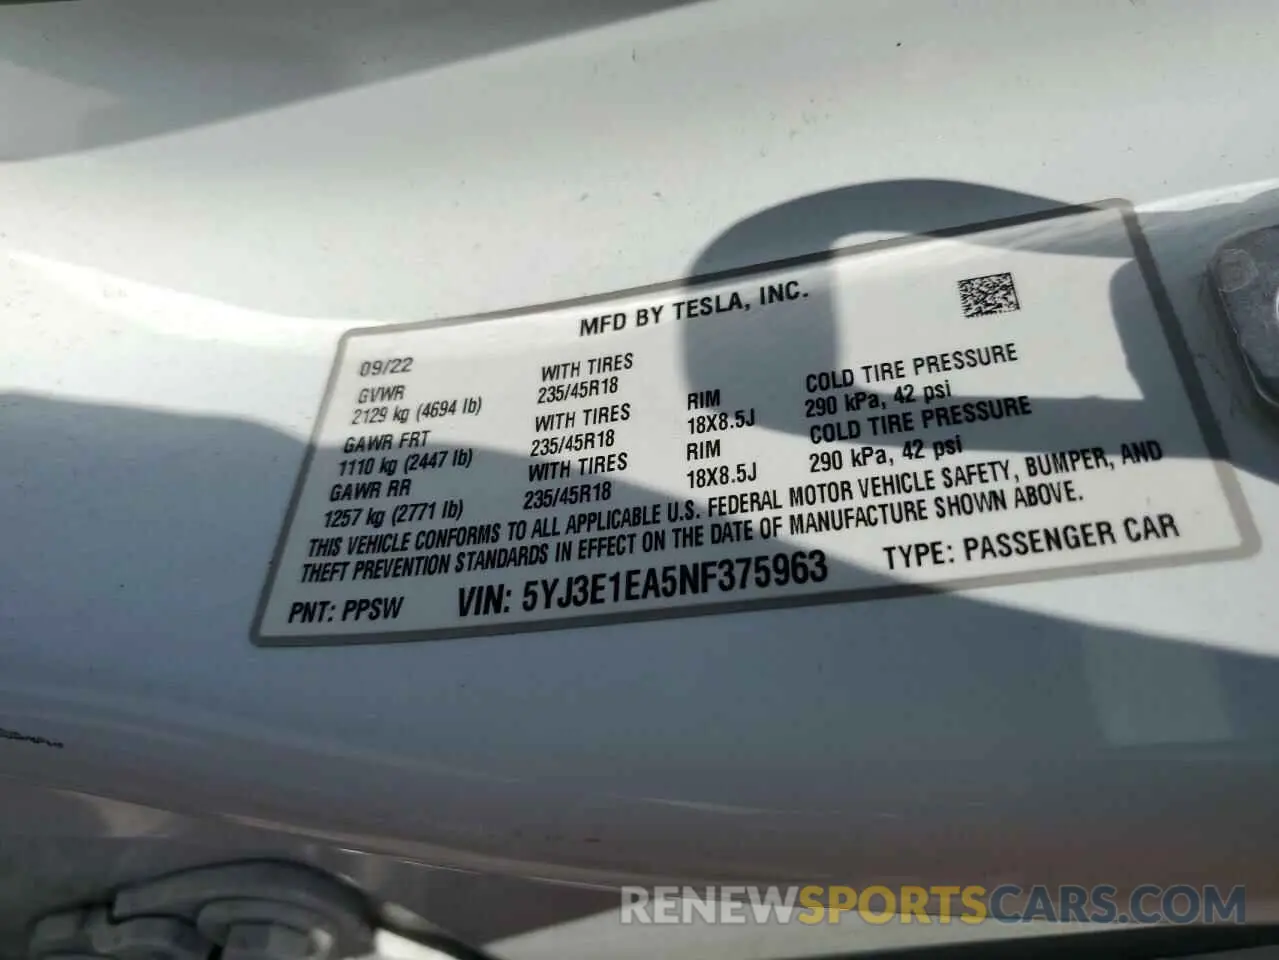 MFD BY TESLA, INC.
09/22
GVWR
2129 kg (4694 lb)
GAWR FRT
1110 kg (2447 lb)
GAWR RR
1257 kg (2771 lb)
WITH TIRES
235/45R18
WITH TIRES
235/45R18
WITH TIRES
235/45R18
RIM
18X8.5J
RIM
18X8.5J
COLD TIRE PRESSURE
290 kPa, 42 psi
COLD TIRE PRESSURE
290 kPa, 42 psi
THIS VEHICLE CONFORMS TO ALL APPLICABLE U.S. FEDERAL MOTOR VEHICLE SAFETY, BUMPER, AND
THEFT PREVENTION STANDARDS IN EFFECT ON THE DATE OF MANUFACTURE SHOWN ABOVE.
PNT: PPSW VIN: 5YJ3E1EA5NF375963 TYPE: PASSENGER CAR
RENEWSPORTSCARS.COM